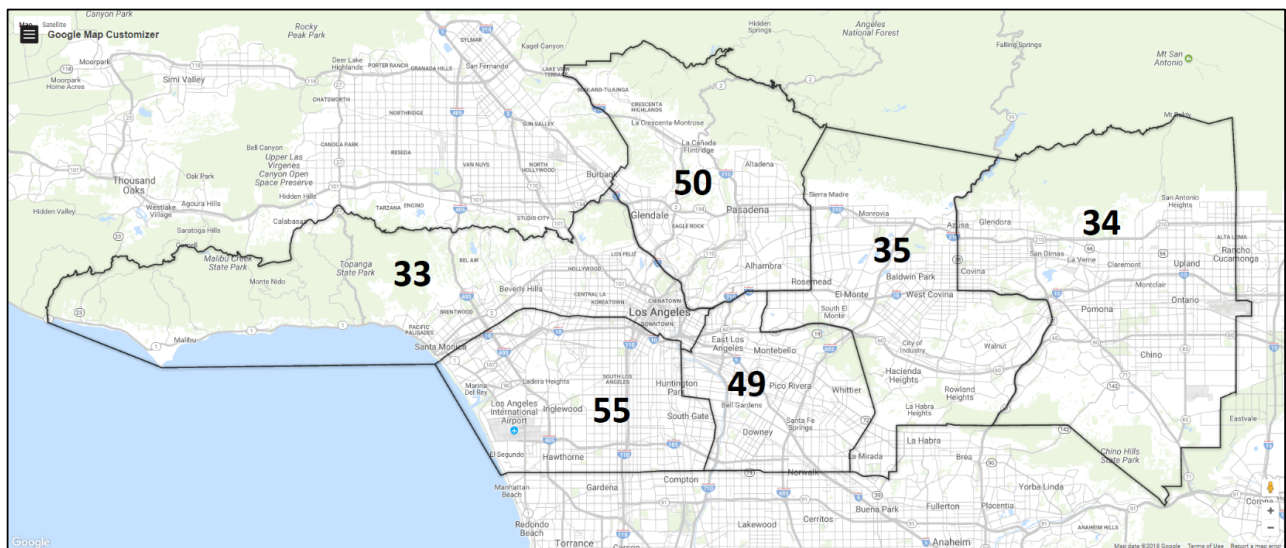 Canyon Park
Map
Satellite
Google Map Customizer
Rocky
Peak Park
SYLMAR
Kagel Canyon
Hidden
Springs
Angeles
National Forest
Falling Springs
Mt San
Antonio
Moorpark
Moorpark
Home Acres
Simi Valley
Deer Lake
Highlands
PORTER RANCH
GRANADA HILLS
San Fernando
LAKE VIEW
TERRACE
SUNLAND-TUJUNGA
CRESCENTA
HIGHLANDS
CHATSWORTH
NORTHRIDGE
SUN VALLEY
La Crescenta-Montrose
La Cañada
Flintridge
Mt Baldy
Bell Canyon
CANOGA PARK
RESEDA
VAN NUYS
NORTH
HOLLYWOOD
Burbank
Altadena
Upper Las
Virgenes
Canyon Open
Space Preserve
Thousand
Oaks
Oak Park
Westlake
Village
Agoura Hills
Hidden Hills
Hidden Valley
Calabasas
TARZANA
ENCINO
STUDIO CITY
50
Glendale
Pasadena
EAGLE ROCK
Sierra Madre
Monrovia
Azusa
Glendora
San Antonio
Heights
34
ALTA LOMA
Rancho
Cucamonga
Saratoga Hills
Cornell
Malibu Creek
State Park
Topanga
State Park
33
BEL AIR
LOS FELIZ
HOLLYWOOD
35
Baldwin Park
Covina
San Dimas
La Verne
Claremont
Upland
Montclair
Ontario
Monte Nido
Beverly Hills
CENTRAL LA
KOREATOWN
CHINATOWN
Los Angeles
DOWNTOWN
Alhambra
Rosemead
El Monte
South El
Monte
West Covina
Pomona
BRENTWOOD
PACIFIC
PALISADES
Malibu
Santa Monica
East Los
Angeles
Montebello
City of
Industry
Walnut
Chino
Marina
Del Rey
Ladera Heights
SOUTH LOS
ANGELES
Huntington
Park
49
Pico Rivera
Whittier
Hacienda
Heights
Rowland
Heights
Los Angeles
International
Airport
Inglewood
55
South Gate
Bell Gardens
Downey
Santa Fe
Springs
La Habra
Heights
Eastvale
El Segundo
Hawthorne
La Mirada
La Habra
Brea
Chino Hills
State Park
Manhattan
Beach
Gardena
Compton
Norwalk
Yorba Linda
Corona
Redondo
Beach
Torrance
Carson
Lakewood
Cerritos
Buena Park
Fullerton
Placentia
Anaheim
ANAHEIM HILLS
Google
Map data ©2018 Google
Terms of Use
Report a map error